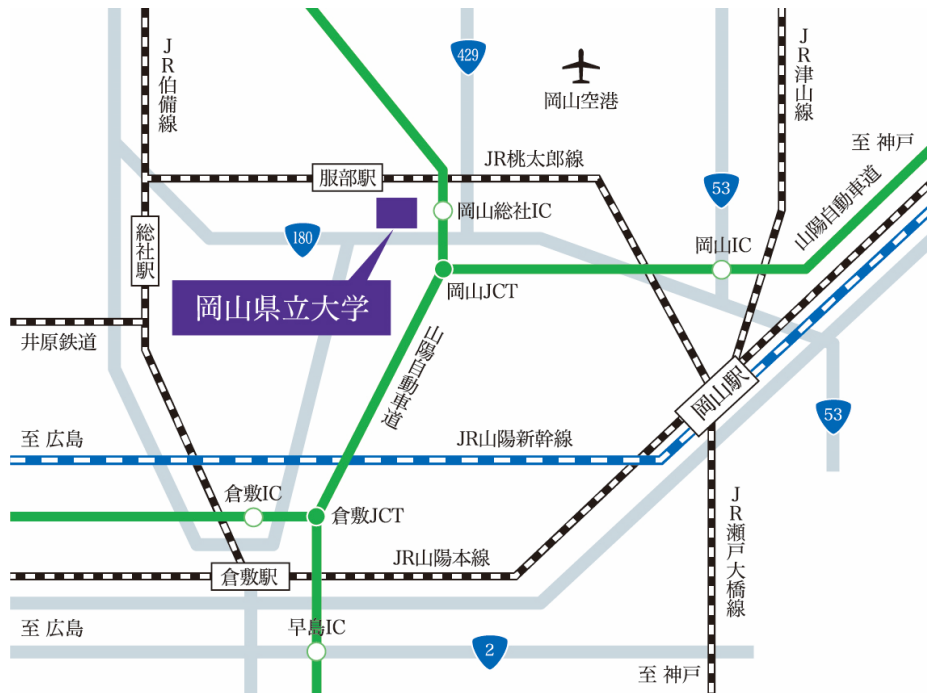 429
JR伯備線
JR津山線
岡山空港
至 神戸
JR桃太郎線
服部駅
53
岡山総社IC
山陽自動車道
180
総社駅
岡山IC
岡山JCT
岡山県立大学
井原鉄道
山陽自動車道
岡山駅
53
至 広島
JR山陽新幹線
倉敷IC
倉敷JCT
JR瀬戸大橋線
JR山陽本線
倉敷駅
至 広島
早島IC
2
至 神戸